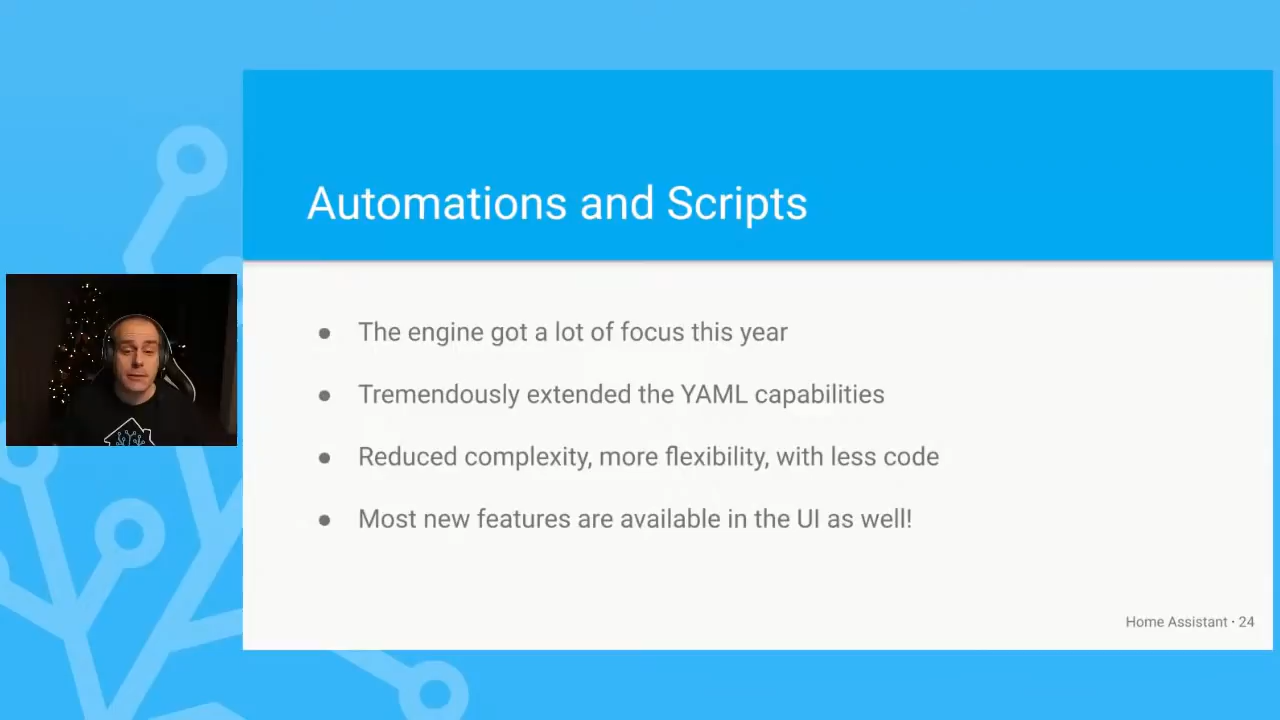 Automations and Scripts
● The engine got a lot of focus this year
● Tremendously extended the YAML capabilities
● Reduced complexity, more flexibility, with less code
● Most new features are available in the UI as well!
Home Assistant · 24